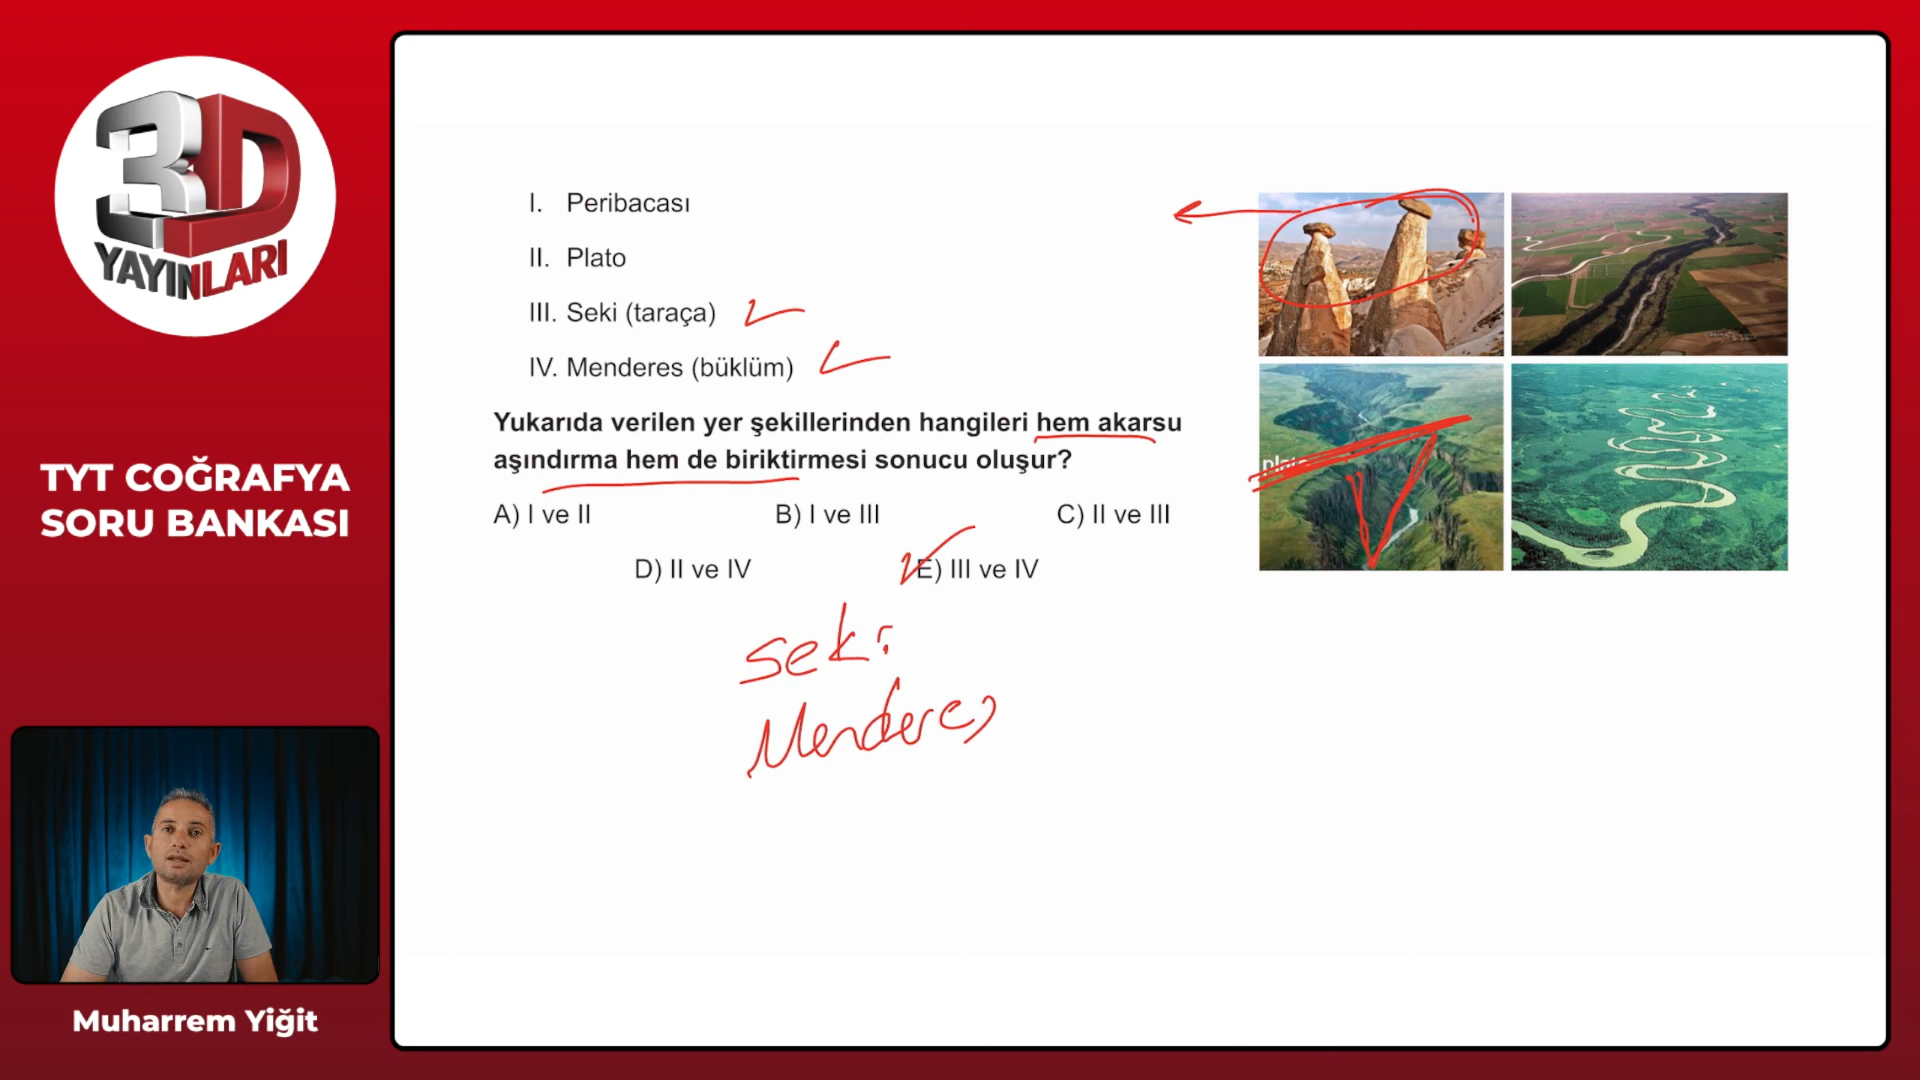 3D
YAYINLARI
TYT COĞRAFYA
SORU BANKASI
Muharrem Yiğit
I. Peribacası
II. Plato
III. Seki (taraça)
IV. Menderes (büklüm)
Yukarıda verilen yer şekillerinden hangileri hem akarsu
aşındırma hem de biriktirmesi sonucu oluşur?
A) I ve II
B) I ve III
C) II ve III
D) II ve IV
E) III ve IV
Seki
Menderes
plato